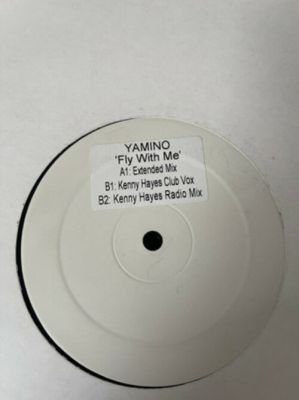 YAMINO
'Fly With Me'
A1: Extended Mix
B1: Kenny Hayes Club Vox
B2: Kenny Hayes Radio Mix